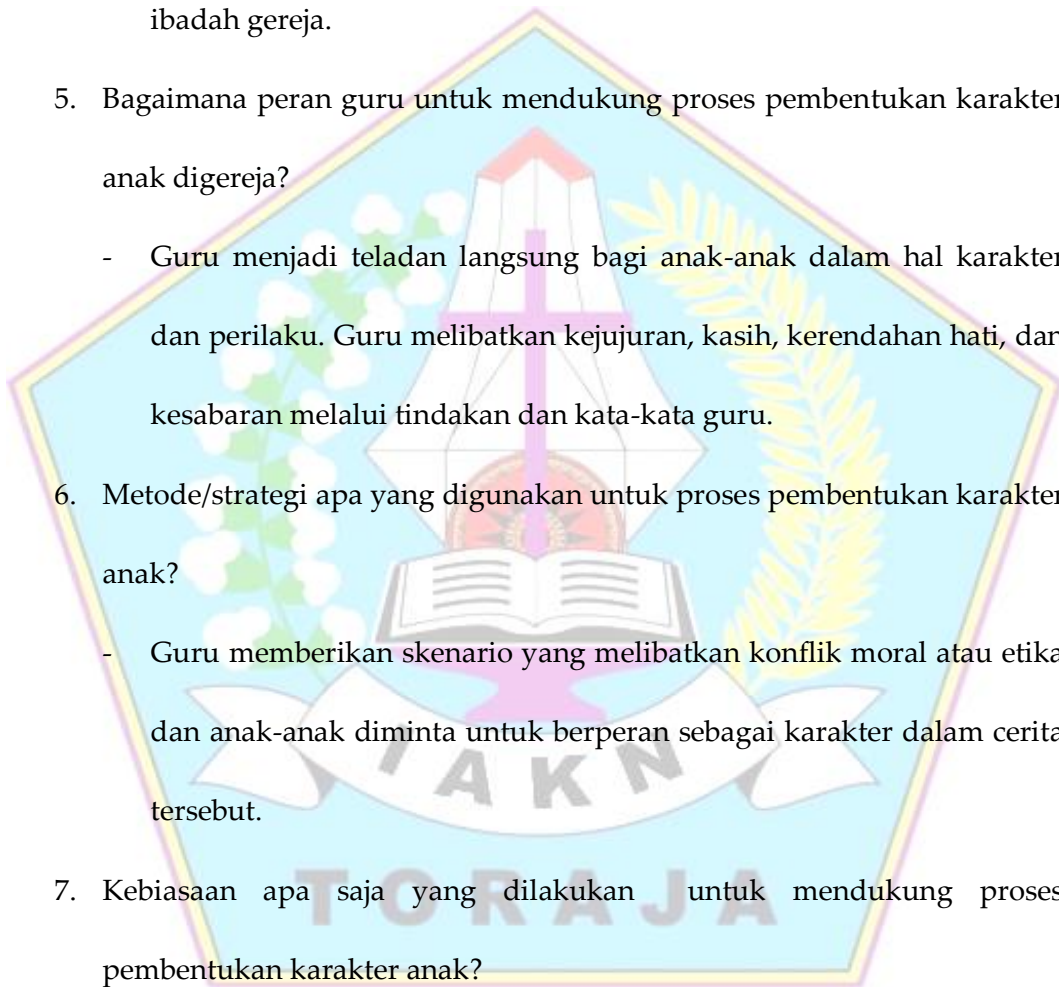 ibadah gereja.
5. Bagaimana peran guru untuk mendukung proses pembentukan karakter
anak digereja?
- Guru menjadi teladan langsung bagi anak-anak dalam hal karakter
dan perilaku. Guru melibatkan kejujuran, kasih, kerendahan hati, dan
kesabaran melalui tindakan dan kata-kata guru.
6. Metode/strategi apa yang digunakan untuk proses pembentukan karakter
anak?
- Guru memberikan skenario yang melibatkan konflik moral atau etika
dan anak-anak diminta untuk berperan sebagai karakter dalam cerita
tersebut.
IAKN
TORAJA
7. Kebiasaan apa saja yang dilakukan untuk mendukung proses
pembentukan karakter anak?